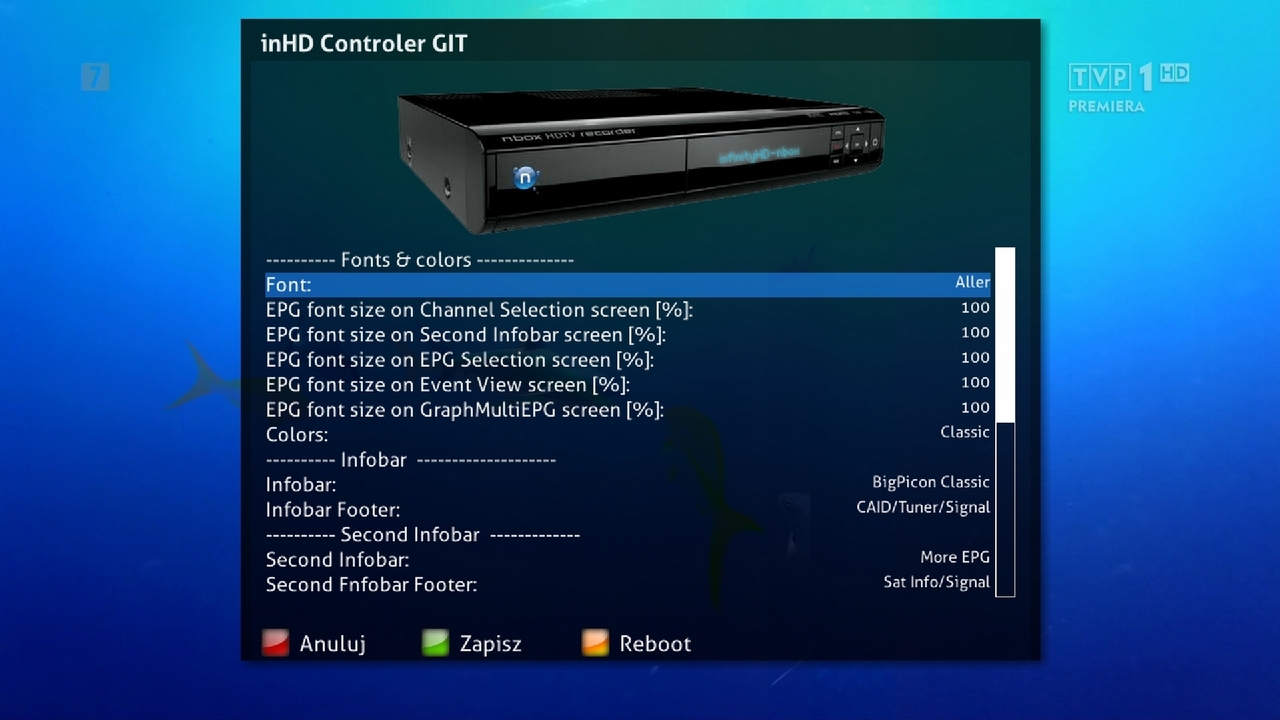 inHD Controler GIT
7
TVP 1 HD
PREMIERA
nbox HDTV recorder
infinityHD-nbox
n
---------- Fonts & colors --------------
Font: Aller
EPG font size on Channel Selection screen [%]: 100
EPG font size on Second Infobar screen [%]: 100
EPG font size on EPG Selection screen [%]: 100
EPG font size on Event View screen [%]: 100
EPG font size on GraphMultiEPG screen [%]: 100
Colors: Classic
---------- Infobar --------------------
Infobar: BigPicon Classic
Infobar Footer: CAID/Tuner/Signal
---------- Second Infobar -------------
Second Infobar: More EPG
Second Fnfobar Footer: Sat Info/Signal
Anuluj Zapisz Reboot